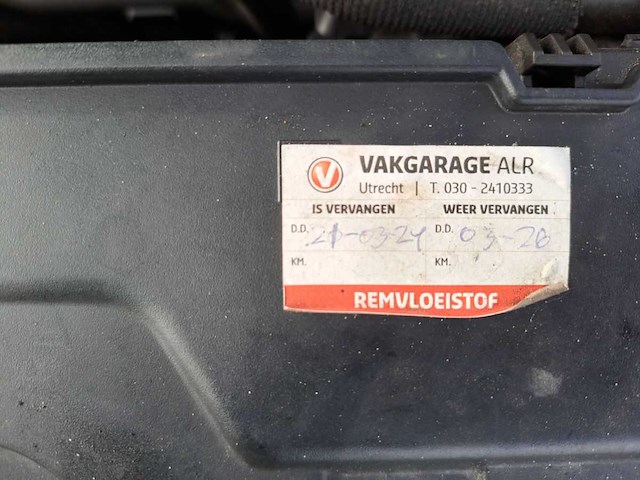 V VAKGARAGE ALR
Utrecht | T. 030 - 2410333
IS VERVANGEN WEER VERVANGEN
D.D. 21-03-24 D.D. 03-26
KM. KM.
REMVLOEISTOF